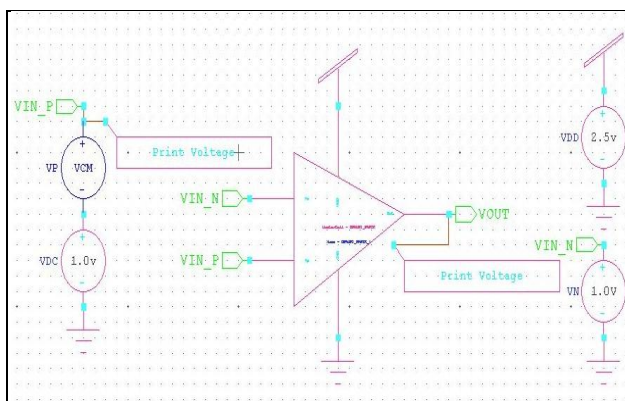 VIN_P
Print Voltage
VP
VCM
VDC
1.0v
VIN_N
VIN_P
VOUT
Print Voltage
VDD
2.5v
VIN_N
VN
1.0V